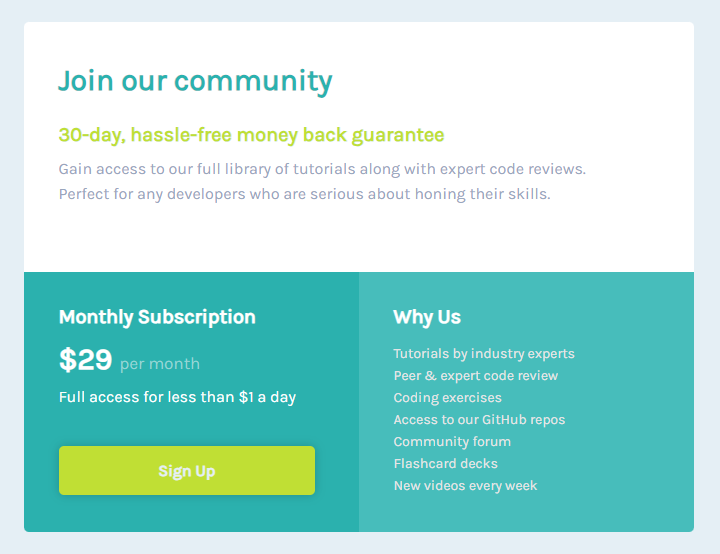 Join our community
30-day, hassle-free money back guarantee
Gain access to our full library of tutorials along with expert code reviews.
Perfect for any developers who are serious about honing their skills.
Monthly Subscription
$29 per month
Full access for less than $1 a day
Sign Up
Why Us
Tutorials by industry experts
Peer & expert code review
Coding exercises
Access to our GitHub repos
Community forum
Flashcard decks
New videos every week